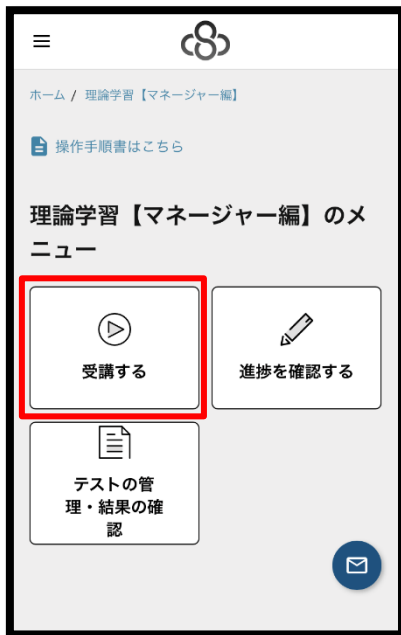 ホーム / 理論学習【マネージャー編】
操作手順書はこちら
理論学習【マネージャー編】のメ
ニュー
受講する
進捗を確認する
テストの管
理・結果の確
認